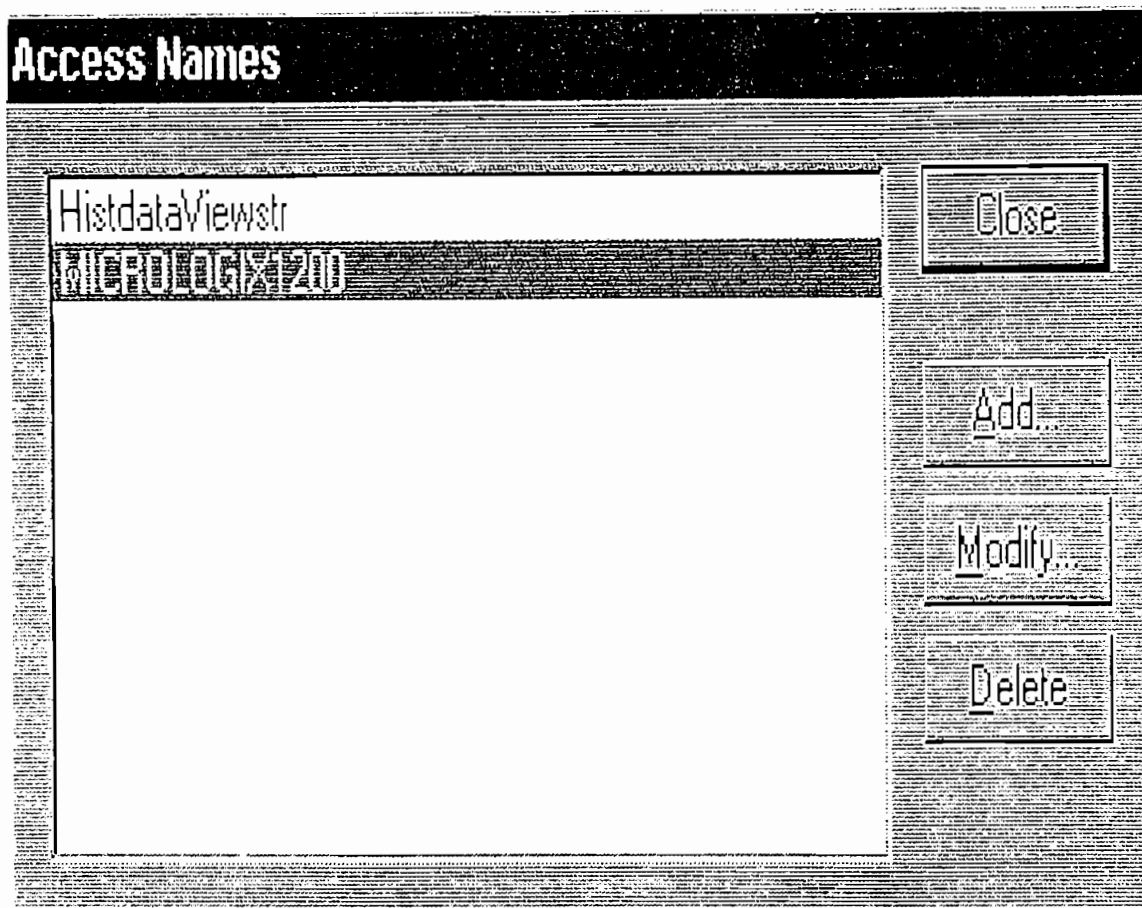 Access Names
HistdataViewstr
MICROLOGIX1200
Close
Add...
Modify...
Delete